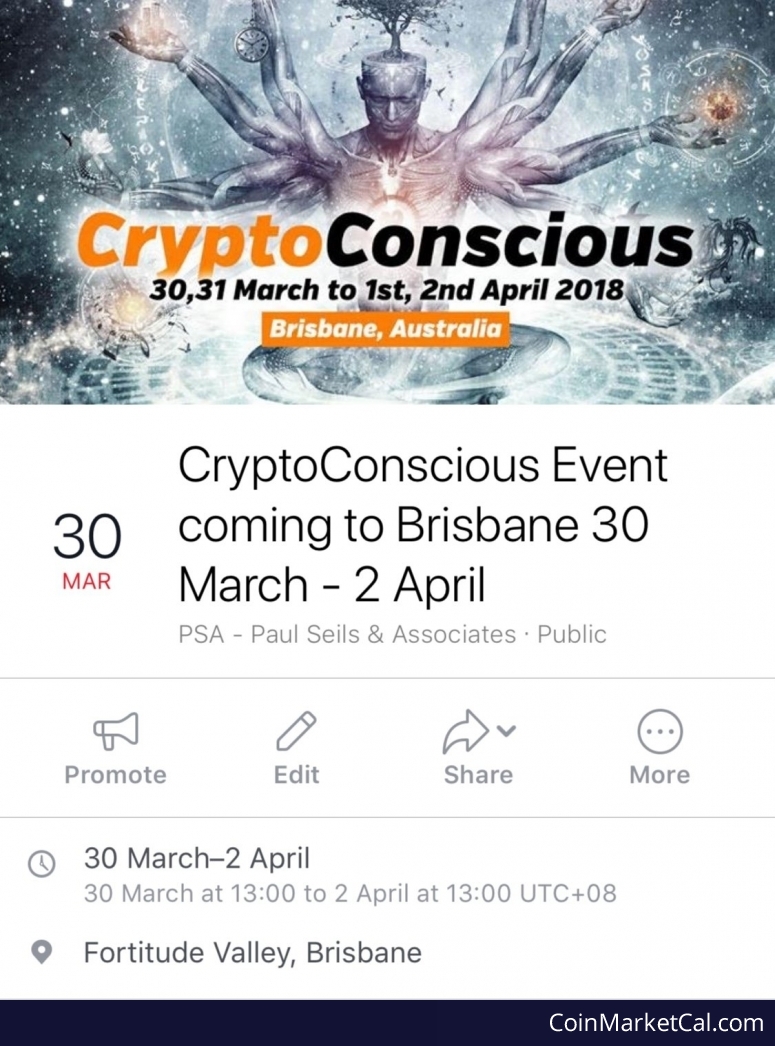 CryptoConscious
30,31 March to 1st, 2nd April 2018
Brisbane, Australia
30
MAR
CryptoConscious Event
coming to Brisbane 30
March - 2 April
PSA - Paul Seils & Associates · Public
Promote
Edit
Share
More
30 March–2 April
30 March at 13:00 to 2 April at 13:00 UTC+08
Fortitude Valley, Brisbane
CoinMarketCal.com